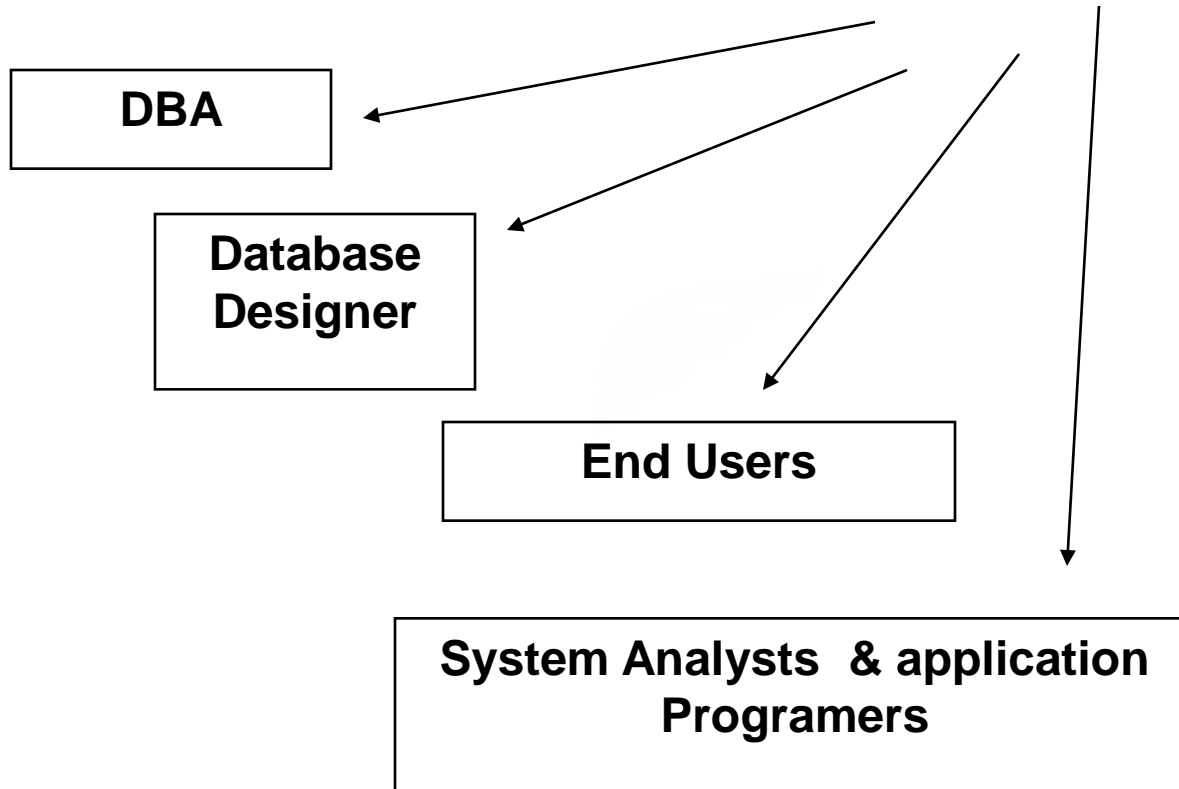 DBA
Database
Designer
End Users
System Analysts  & application
Programers